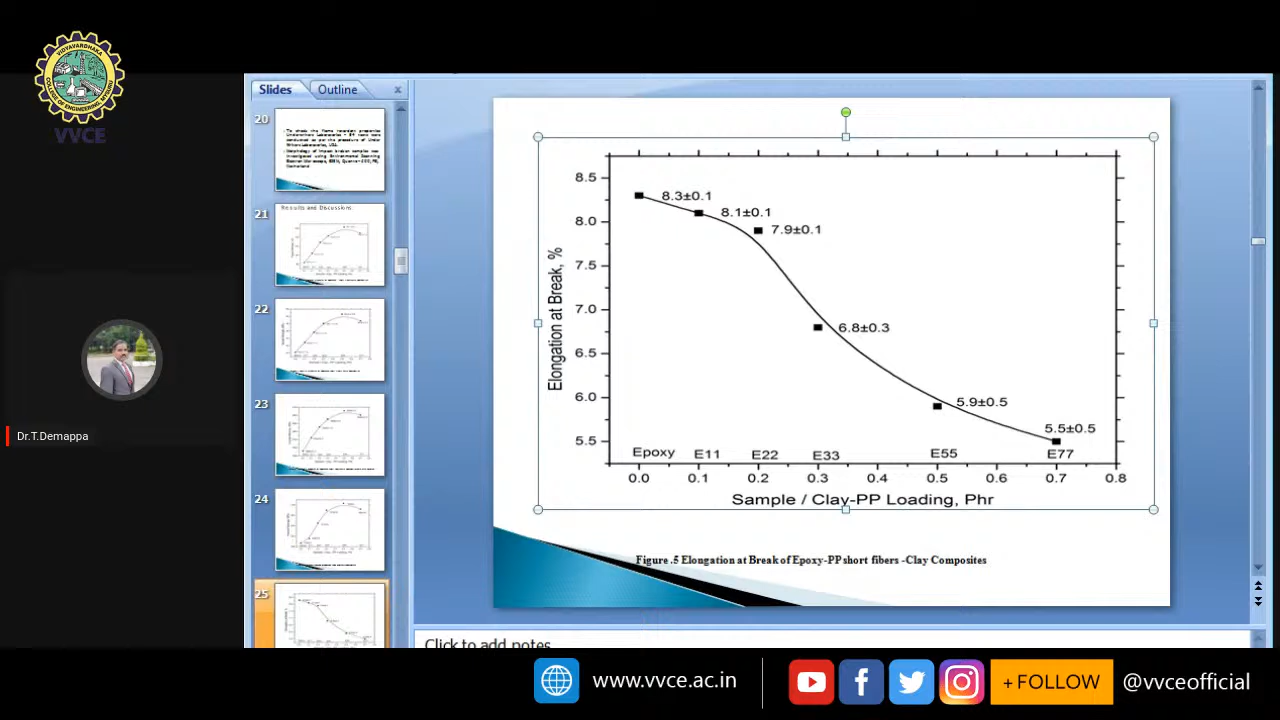 VIDYAVARDHAKA
COLLEGE OF ENGINEERING, MYSURU
VVCE
Slides
Outline
x
20
21
Results and Discussions
22
23
24
25
Dr.T.Demappa
Elongation at Break, %
8.5
8.0
7.5
7.0
6.5
6.0
5.5
8.3±0.1
8.1±0.1
7.9±0.1
6.8±0.3
5.9±0.5
5.5±0.5
Epoxy E11 E22 E33 E55 E77
0.0 0.1 0.2 0.3 0.4 0.5 0.6 0.7 0.8
Sample / Clay-PP Loading, Phr
Figure .5 Elongation at Break of Epoxy-PP short fibers -Clay Composites
Click to add notes
www.vvce.ac.in
+ FOLLOW
@vvceofficial